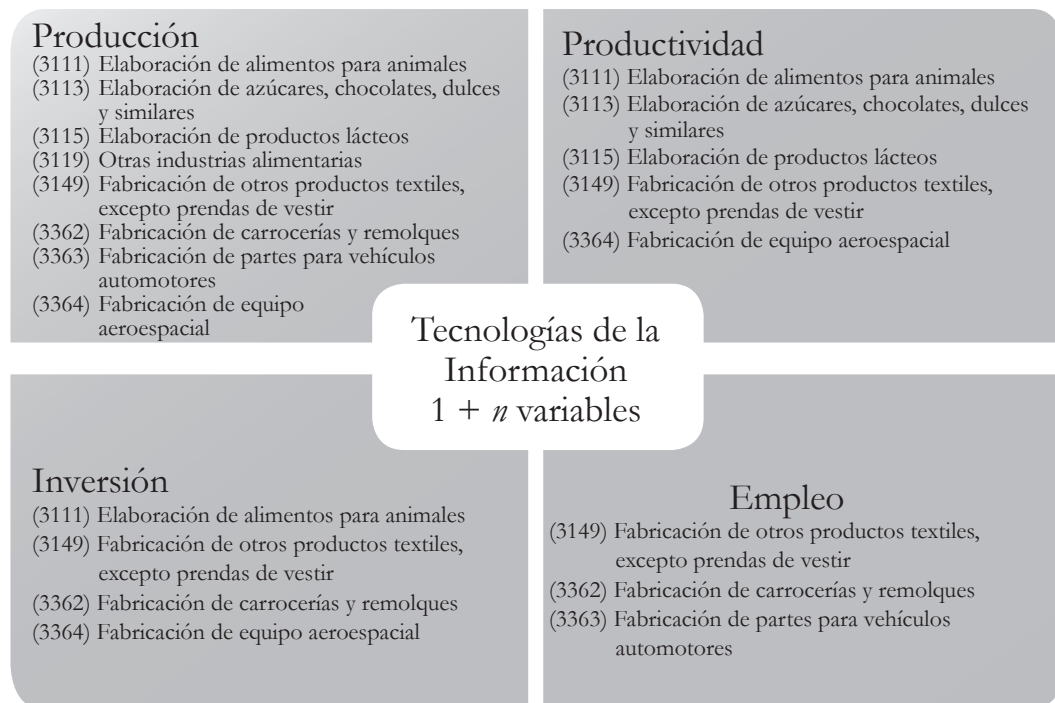 Producción
(3111) Elaboración de alimentos para animales
(3113) Elaboración de azúcares, chocolates, dulces
y similares
(3115) Elaboración de productos lácteos
(3119) Otras industrias alimentarias
(3149) Fabricación de otros productos textiles,
excepto prendas de vestir
(3362) Fabricación de carrocerías y remolques
(3363) Fabricación de partes para vehículos
automotores
(3364) Fabricación de equipo
aeroespacial
Productividad
(3111) Elaboración de alimentos para animales
(3113) Elaboración de azúcares, chocolates, dulces
y similares
(3115) Elaboración de productos lácteos
(3149) Fabricación de otros productos textiles,
excepto prendas de vestir
(3364) Fabricación de equipo aeroespacial
Tecnologías de la
Información
1 + n variables
Inversión
(3111) Elaboración de alimentos para animales
(3149) Fabricación de otros productos textiles,
excepto prendas de vestir
(3362) Fabricación de carrocerías y remolques
(3364) Fabricación de equipo aeroespacial
Empleo
(3149) Fabricación de otros productos textiles,
excepto prendas de vestir
(3362) Fabricación de carrocerías y remolques
(3363) Fabricación de partes para vehículos
automotores